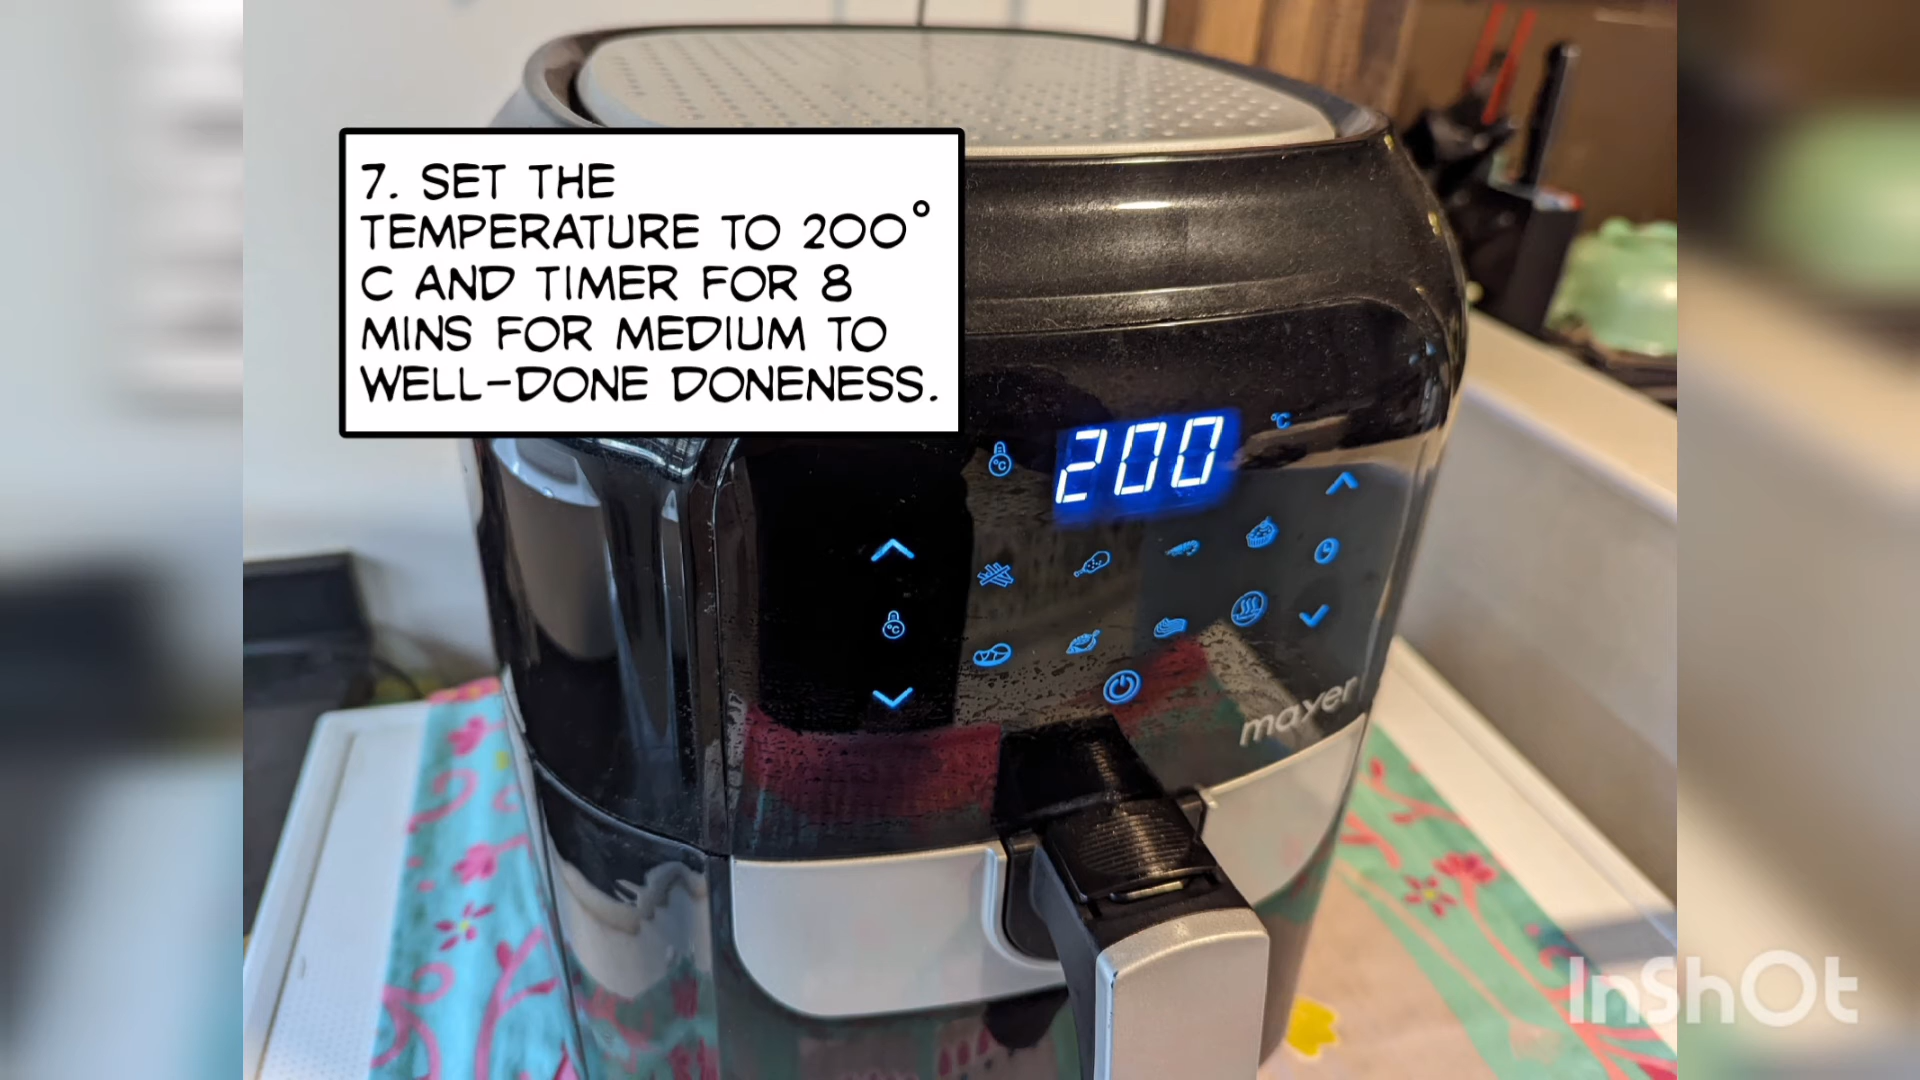 7. SET THE
TEMPERATURE TO 200°
C AND TIMER FOR 8
MINS FOR MEDIUM TO
WELL-DONE DONENESS.
200 °C
°C
°C
mayer
InShOt